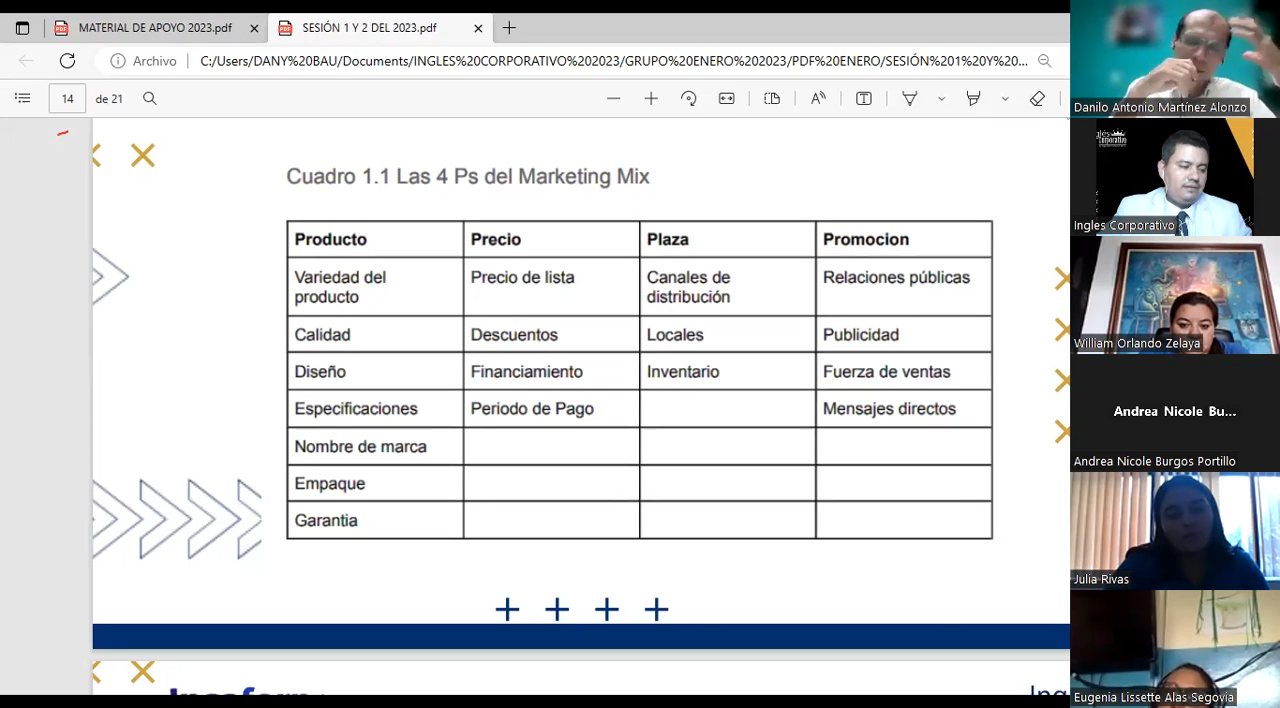 MATERIAL DE APOYO 2023.pdf
SESIÓN 1 Y 2 DEL 2023.pdf
Archivo
C:/Users/DANY%20BAU/Documents/INGLES%20CORPORATIVO%202023/GRUPO%20ENERO%202023/PDF%20ENERO/SESIÓN%201%20Y%20...
14 de 21
Cuadro 1.1 Las 4 Ps del Marketing Mix
Producto Precio Plaza Promocion
Variedad del producto Precio de lista Canales de distribución Relaciones públicas
Calidad Descuentos Locales Publicidad
Diseño Financiamiento Inventario Fuerza de ventas
Especificaciones Periodo de Pago Mensajes directos
Nombre de marca
Empaque
Garantia
Danilo Antonio Martínez Alonzo
Ingles Corporativo
William Orlando Zelaya
Andrea Nicole Bu...
Andrea Nicole Burgos Portillo
Julia Rivas
Eugenia Lissette Alas Segovia